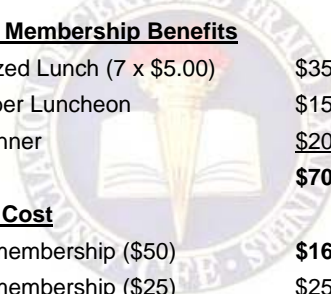 Membership Benefits
zed Lunch (7 x $5.00) $35
per Luncheon $15
nner $20
$70
Cost
membership ($50) $16
membership ($25) $25